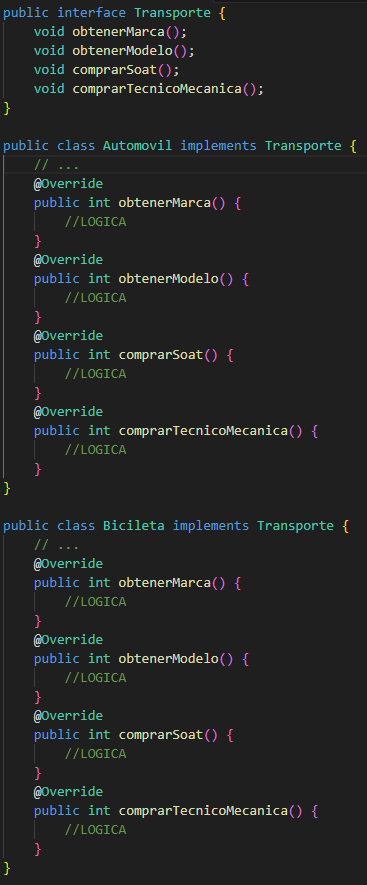 public interface Transporte {
    void obtenerMarca();
    void obtenerModelo();
    void comprarSoat();
    void comprarTecnicoMecanica();
}
public class Automovil implements Transporte {
    // ...
    @Override
    public int obtenerMarca() {
        //LOGICA
    }
    @Override
    public int obtenerModelo() {
        //LOGICA
    }
    @Override
    public int comprarSoat() {
        //LOGICA
    }
    @Override
    public int comprarTecnicoMecanica() {
        //LOGICA
    }
}
public class Bicileta implements Transporte {
    // ...
    @Override
    public int obtenerMarca() {
        //LOGICA
    }
    @Override
    public int obtenerModelo() {
        //LOGICA
    }
    @Override
    public int comprarSoat() {
        //LOGICA
    }
    @Override
    public int comprarTecnicoMecanica() {
        //LOGICA
    }
}